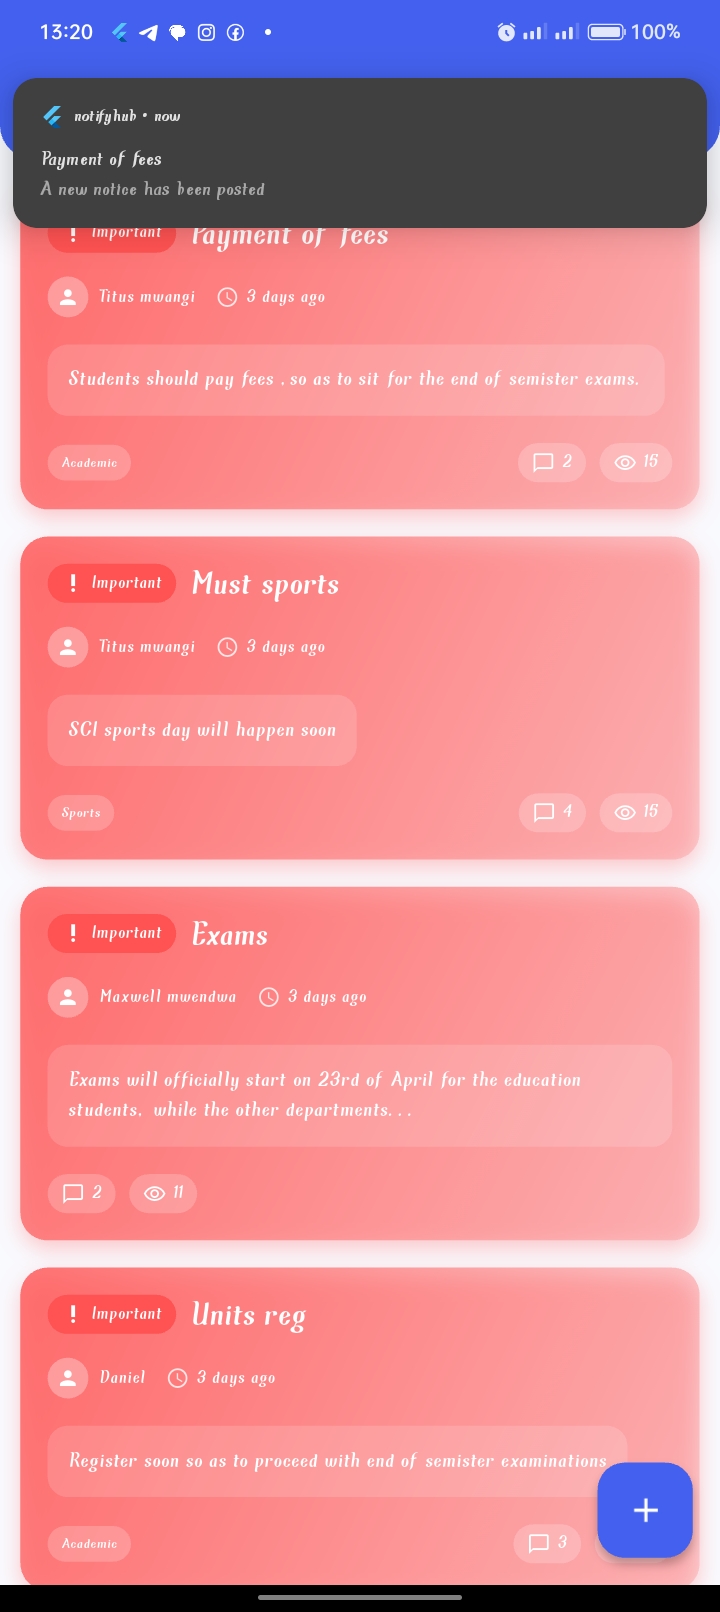 13:20
100%
notifyhub • now
Payment of fees
A new notice has been posted
Important
Payment of fees
Titus mwangi
3 days ago
Students should pay fees , so as to sit for the end of semister exams.
Academic
2
15
Important
Must sports
Titus mwangi
3 days ago
SCI sports day will happen soon
Sports
4
15
Important
Exams
Maxwell mwendwa
3 days ago
Exams will officially start on 23rd of April for the education
students, while the other departments...
2
11
Important
Units reg
Daniel
3 days ago
Register soon so as to proceed with end of semister examinations
Academic
3